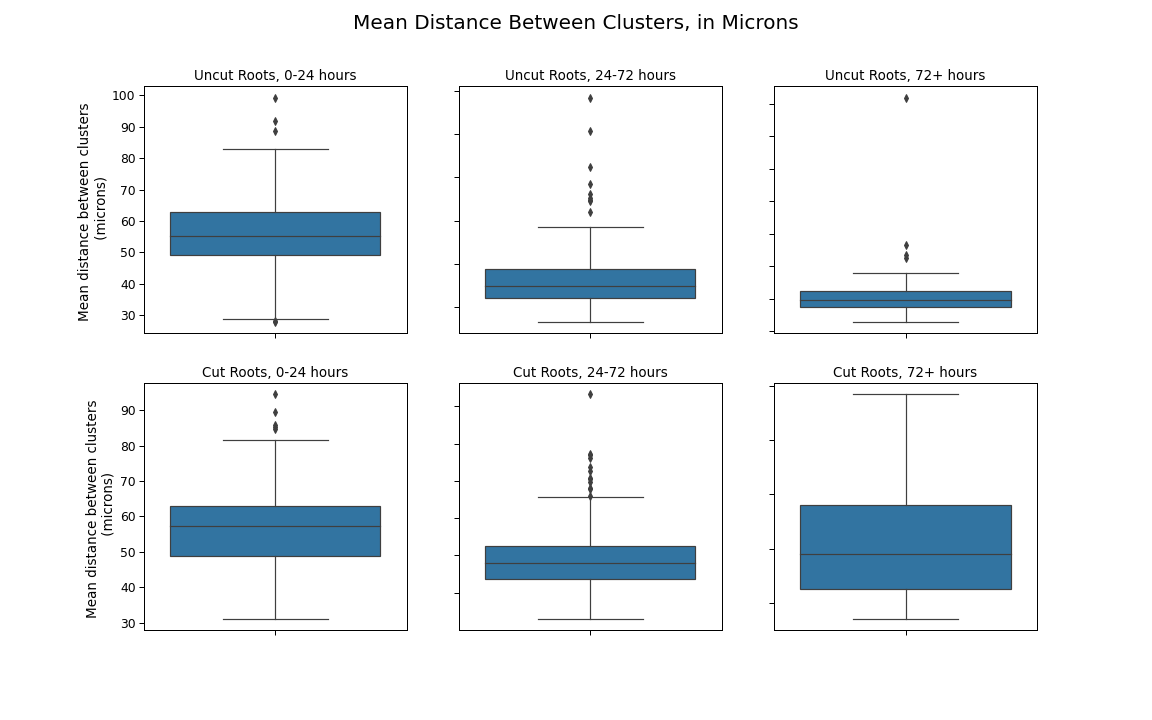 Mean Distance Between Clusters, in Microns
Uncut Roots, 0-24 hours
Uncut Roots, 24-72 hours
Uncut Roots, 72+ hours
Mean distance between clusters
(microns)
100
90
80
70
60
50
40
30
Cut Roots, 0-24 hours
Cut Roots, 24-72 hours
Cut Roots, 72+ hours
Mean distance between clusters
(microns)
90
80
70
60
50
40
30